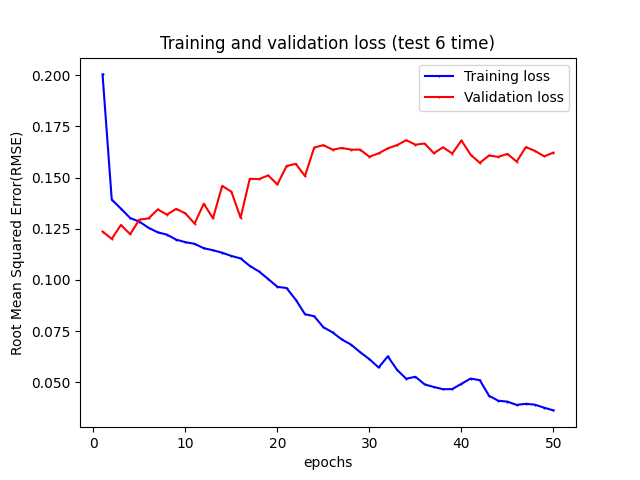 Training and validation loss (test 6 time)
Training loss
Validation loss
0.200
0.175
0.150
0.125
0.100
0.075
0.050
Root Mean Squared Error(RMSE)
0
10
20
30
40
50
epochs